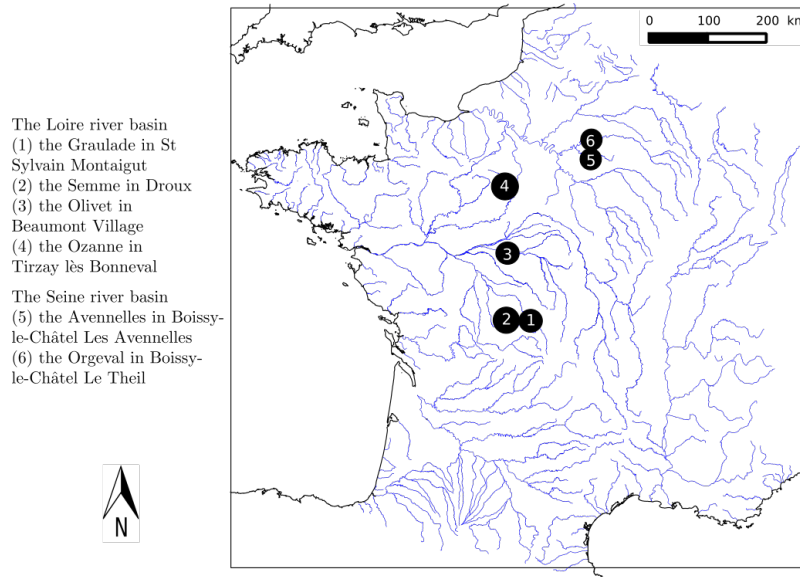 0 100 200 km
The Loire river basin
(1) the Graulade in St
Sylvain Montaigut
(2) the Semme in Droux
(3) the Olivet in
Beaumont Village
(4) the Ozanne in
Tirzay lès Bonneval
The Seine river basin
(5) the Avennelles in Boissy-
le-Châtel Les Avennelles
(6) the Orgeval in Boissy-
le-Châtel Le Theil
6
5
4
3
2 1
N